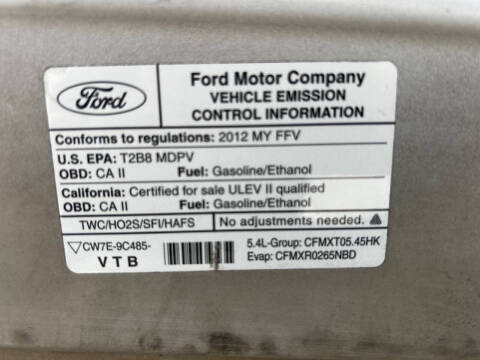 Ford
Ford Motor Company
VEHICLE EMISSION
CONTROL INFORMATION
Conforms to regulations: 2012 MY FFV
U.S. EPA: T2B8 MDPV
OBD: CA II Fuel: Gasoline/Ethanol
California: Certified for sale ULEV II qualified
OBD: CA II Fuel: Gasoline/Ethanol
TWC/HO2S/SFI/HAFS No adjustments needed.
CW7E-9C485-
VTB
5.4L-Group: CFMXT05.45HK
Evap: CFMXR0265NBD